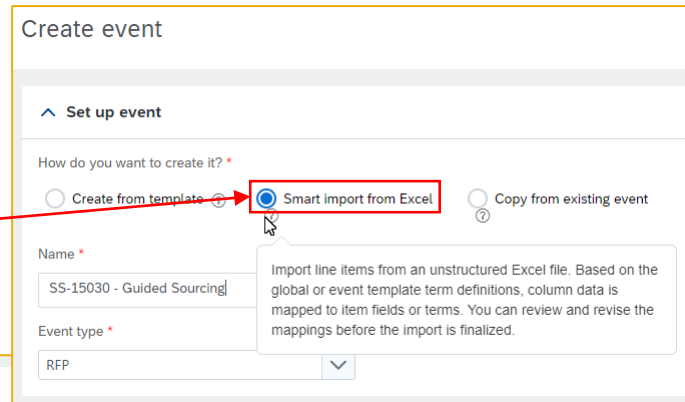 Create event
Set up event
How do you want to create it? *
Create from template ? Smart import from Excel ? Copy from existing event ?
Name *
SS-15030 - Guided Sourcing
Import line items from an unstructured Excel file. Based on the
global or event template term definitions, column data is
mapped to item fields or terms. You can review and revise the
mappings before the import is finalized.
Event type *
RFP